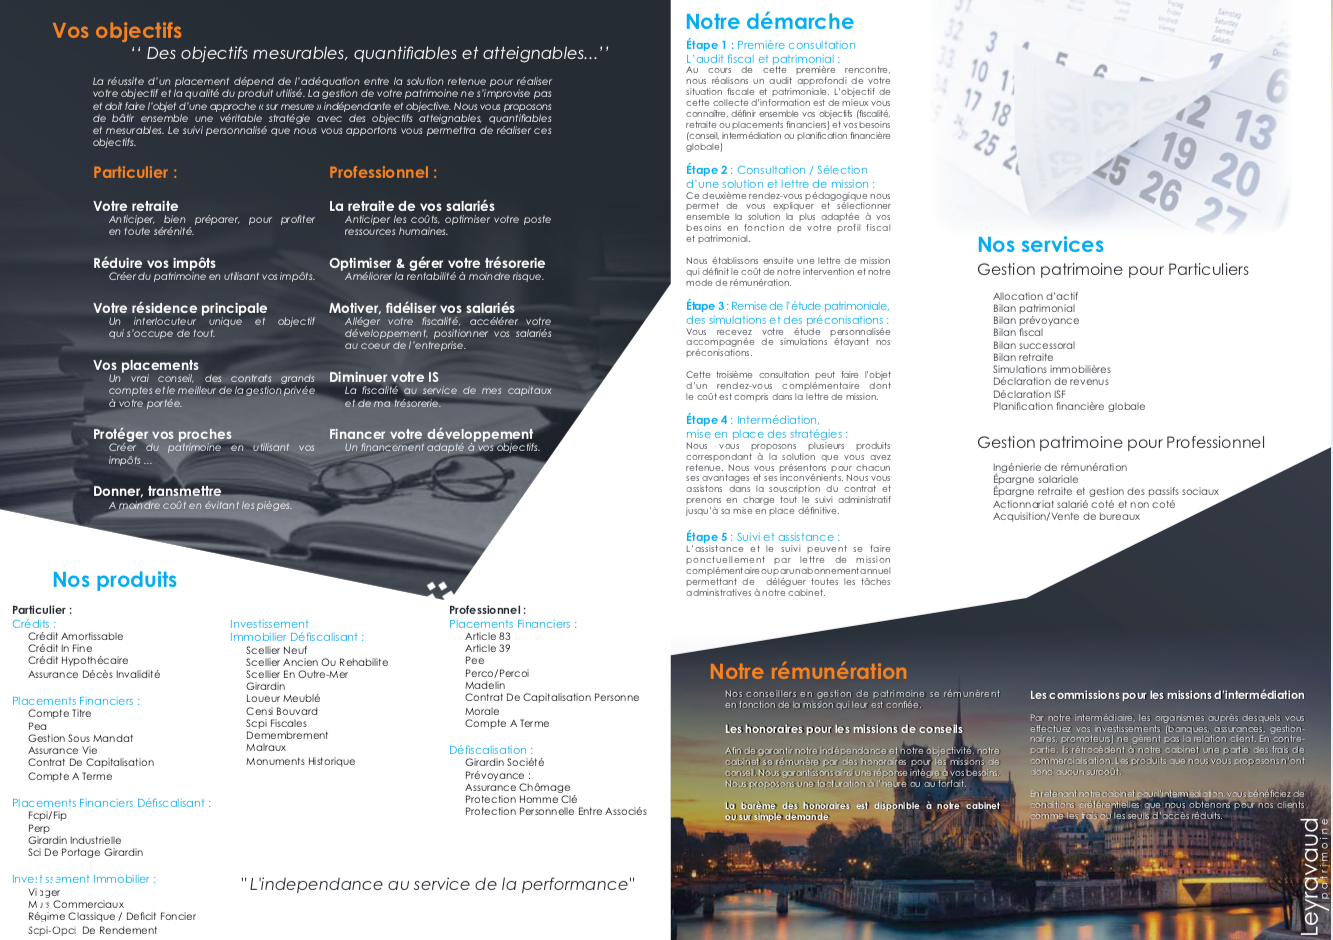 Vos objectifs
‘‘ Des objectifs mesurables, quantifiables et atteignables...’’
La réussite d’un placement dépend de l’adéquation entre la solution retenue pour réaliser
votre objectif et la qualité du produit utilisé. La gestion de votre patrimoine ne s’improvise pas
et doit faire l’objet d’une approche « sur mesure » indépendante et objective. Nous vous proposons
de bâtir ensemble une véritable stratégie avec des objectifs atteignables, quantifiables
et mesurables. Le suivi personnalisé que nous vous apportons vous permettra de réaliser ces
objectifs.
Particulier :
Votre retraite
Anticiper, bien préparer, pour profiter
en toute sérénité.
Réduire vos impôts
Créer du patrimoine en utilisant vos impôts.
Votre résidence principale
Un interlocuteur unique et objectif
qui s’occupe de tout.
Vos placements
Un vrai conseil, des contrats grands
comptes et le meilleur de la gestion privée
à votre portée.
Protéger vos proches
Créer du patrimoine en utilisant vos
impôts ...
Donner, transmettre
A moindre coût en évitant les pièges.
Professionnel :
La retraite de vos salariés
Anticiper les coûts, optimiser votre poste
ressources humaines.
Optimiser & gérer votre trésorerie
Améliorer la rentabilité à moindre risque.
Motiver, fidéliser vos salariés
Alléger votre fiscalité, accélérer votre
développement, positionner vos salariés
au coeur de l’entreprise.
Diminuer votre IS
La fiscalité au service de mes capitaux
et de ma trésorerie.
Financer votre développement
Un financement adapté à vos objectifs.
Nos produits
Particulier :
Crédits :
Crédit Amortissable
Crédit In Fine
Crédit Hypothécaire
Assurance Décès Invalidité
Placements Financiers :
Compte Titre
Pea
Gestion Sous Mandat
Assurance Vie
Contrat De Capitalisation
Compte A Terme
Placements Financiers Défiscalisant :
Fcpi/Fip
Perp
Girardin Industrielle
Sci De Portage Girardin
Investissement Immobilier :
Viager
Murs Commerciaux
Régime Classique / Deficit Foncier
Scpi-Opci De Rendement
Investissement
Immobilier Défiscalisant :
Scellier Neuf
Scellier Ancien Ou Rehabilite
Scellier En Outre-Mer
Girardin
Loueur Meublé
Censi Bouvard
Scpi Fiscales
Demembrement
Malraux
Monuments Historique
Professionnel :
Placements Financiers :
Article 83
Article 39
Pee
Perco/Percoi
Madelin
Contrat De Capitalisation Personne
Morale
Compte A Terme
Défiscalisation :
Girardin Société
Prévoyance :
Assurance Chômage
Protection Homme Clé
Protection Personnelle Entre Associés
"L'independance au service de la performance"
Notre démarche
Étape 1 : Première consultation
L’audit fiscal et patrimonial :
Au cours de cette première rencontre,
nous réalisons un audit approfondi de votre
situation fiscale et patrimoniale. L’objectif de
cette collecte d’information est de mieux vous
connaître, définir ensemble vos objectifs (fiscalité,
retraite ou placements financiers) et vos besoins
(conseil, intermédiation ou planification financière
globale)
Étape 2 : Consultation / Sélection
d’une solution et lettre de mission :
Ce deuxième rendez-vous pédagogique nous
permet de vous expliquer et sélectionner
ensemble la solution la plus adaptée à vos
besoins en fonction de votre profil fiscal
et patrimonial.
Nous établissons ensuite une lettre de mission
qui définit le coût de notre intervention et notre
mode de rémunération.
Étape 3 : Remise de l’étude patrimoniale,
des simulations et des préconisations :
Vous recevez votre étude personnalisée
accompagnée de simulations étayant nos
préconisations.
Cette troisième consultation peut faire l’objet
d’un rendez-vous complémentaire dont
le coût est compris dans la lettre de mission.
Étape 4 : Intermédiation,
mise en place des stratégies :
Nous vous proposons plusieurs produits
correspondant à la solution que vous avez
retenue. Nous vous présentons pour chacun
ses avantages et ses inconvénients. Nous vous
assistons dans la souscription du contrat et
prenons en charge tout le suivi administratif
jusqu’à sa mise en place définitive.
Étape 5 : Suivi et assistance :
L’assistance et le suivi peuvent se faire
ponctuellement par lettre de mission
complémentaire ou par un abonnement annuel
permettant de déléguer toutes les tâches
administratives à notre cabinet.
Nos services
Gestion patrimoine pour Particuliers
Allocation d’actif
Bilan patrimonial
Bilan prévoyance
Bilan fiscal
Bilan successoral
Bilan retraite
Simulations immobilières
Déclaration de revenus
Déclaration ISF
Planification financière globale
Gestion patrimoine pour Professionnel
Ingénierie de rémunération
Épargne salariale
Épargne retraite et gestion des passifs sociaux
Actionnariat salarié coté et non coté
Acquisition/Vente de bureaux
Notre rémunération
Nos conseillers en gestion de patrimoine se rémunèrent
en fonction de la mission qui leur est confiée.
Les honoraires pour les missions de conseils
Afin de garantir notre indépendance et notre objectivité, notre
cabinet se rémunère par des honoraires pour les missions de
conseil. Nous garantissons ainsi une réponse intègre à vos besoins.
Nous proposons une facturation à l’heure ou au forfait.
La barème des honoraires est disponible à notre cabinet
ou sur simple demande
Les commissions pour les missions d’intermédiation
Par notre intermédiaire, les organismes auprès desquels vous
effectuez vos investissements (banques, assurances, gestion-
naires, promoteurs) ne gèrent pas la relation client. En contre-
partie, ils rétrocèdent à notre cabinet une partie des frais de
commercialisation. Les produits que nous vous proposons n’ont
donc aucun surcoût.
En retenant notre cabinet pour l’intermédiation, vous bénéficiez de
conditions préférentielles que nous obtenons pour nos clients
comme les frais ou les seuils d’accès réduits.
Leyravaud
patrimoine